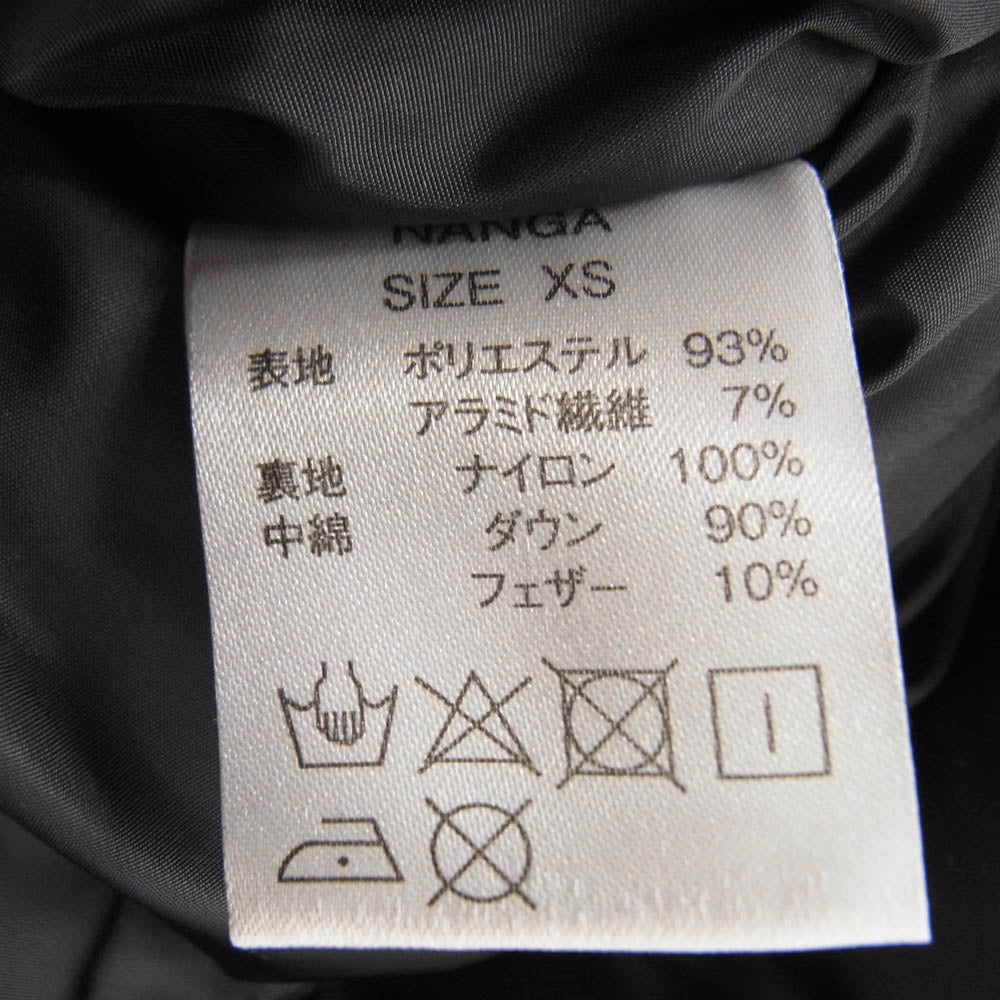 NANGA
SIZE XS
表地 ポリエステル 93%
アラミド繊維 7%
裏地 ナイロン 100%
中綿 ダウン 90%
フェザー 10%